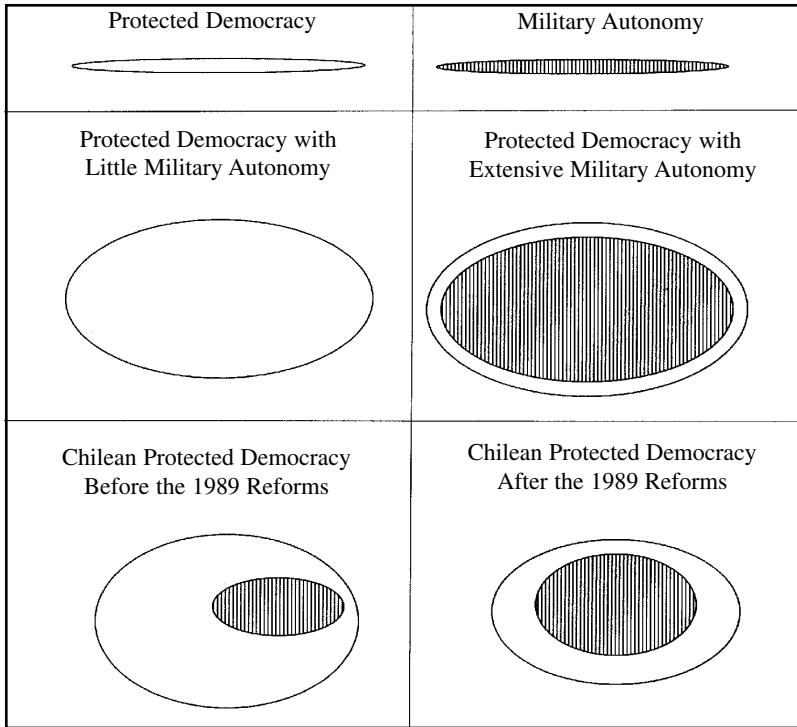 Protected Democracy
Military Autonomy
Protected Democracy with
Little Military Autonomy
Protected Democracy with
Extensive Military Autonomy
Chilean Protected Democracy
Before the 1989 Reforms
Chilean Protected Democracy
After the 1989 Reforms